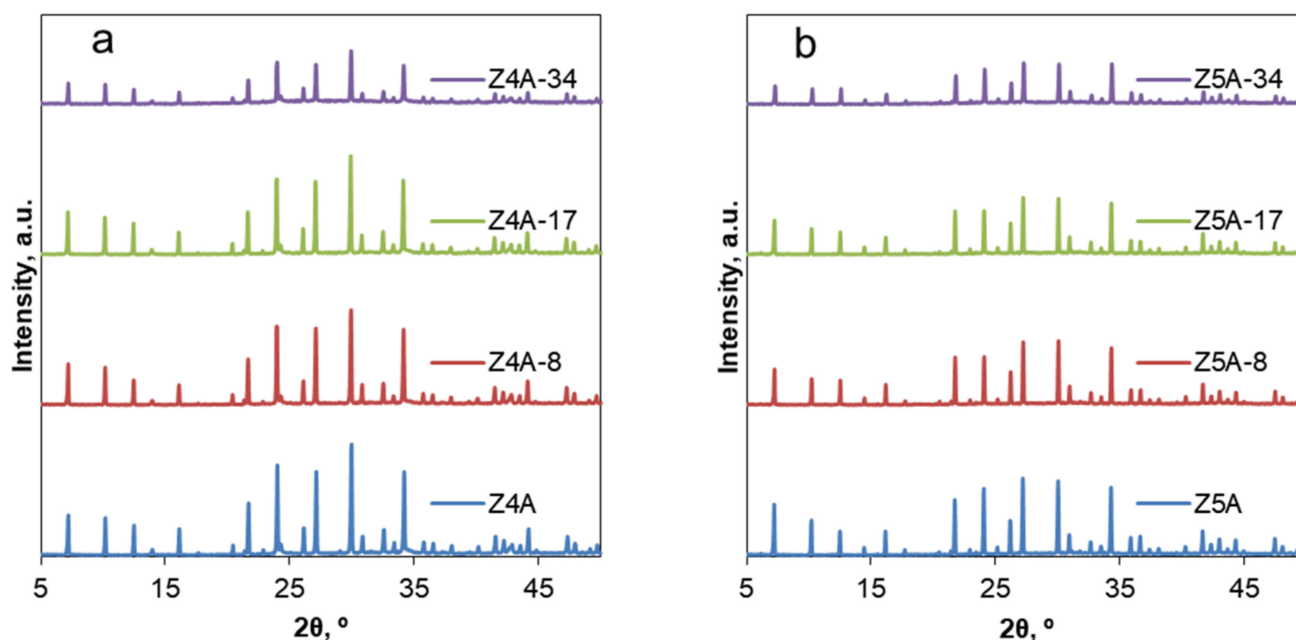 a
Z4A-34
Z4A-17
Z4A-8
Z4A
Intensity, a.u.
5 15 25 35 45
2θ, º
b
Z5A-34
Z5A-17
Z5A-8
Z5A
Intensity, a.u.
5 15 25 35 45
2θ, º